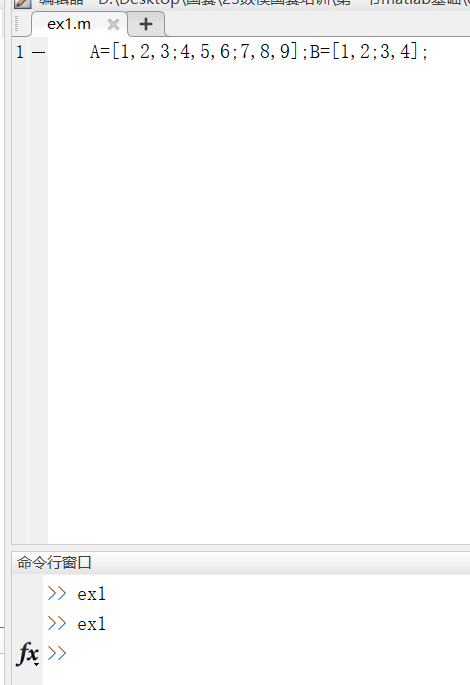 ex1.m
1 — A=[1,2,3;4,5,6;7,8,9];B=[1,2;3,4];
命令行窗口
>> ex1
>> ex1
fx >>